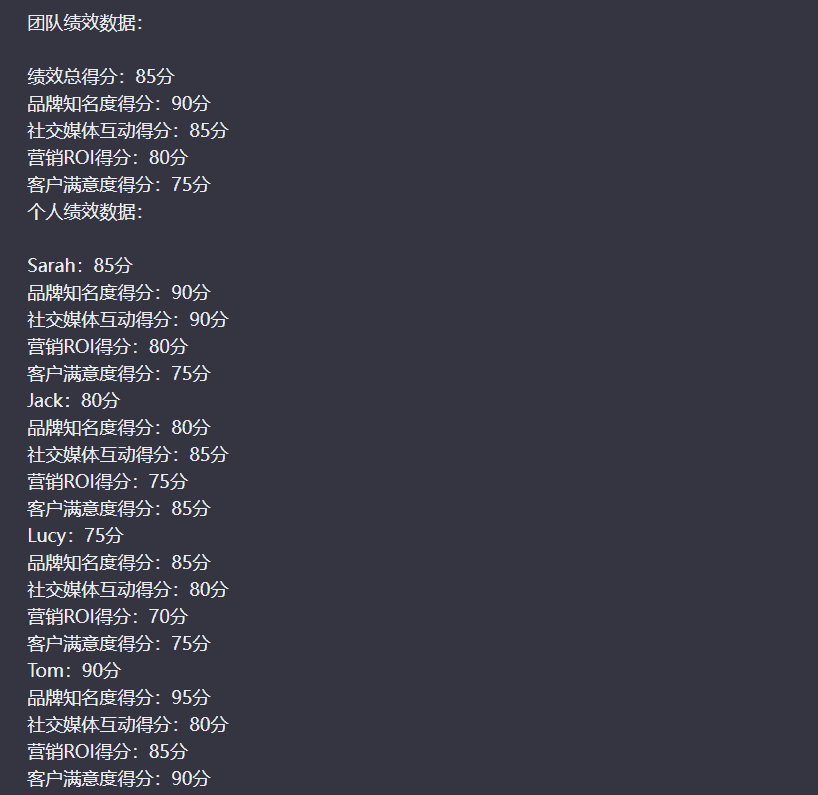 团队绩效数据：
绩效总得分：85分
品牌知名度得分：90分
社交媒体互动得分：85分
营销ROI得分：80分
客户满意度得分：75分
个人绩效数据：
Sarah：85分
品牌知名度得分：90分
社交媒体互动得分：90分
营销ROI得分：80分
客户满意度得分：75分
Jack：80分
品牌知名度得分：80分
社交媒体互动得分：85分
营销ROI得分：75分
客户满意度得分：85分
Lucy：75分
品牌知名度得分：85分
社交媒体互动得分：80分
营销ROI得分：70分
客户满意度得分：75分
Tom：90分
品牌知名度得分：95分
社交媒体互动得分：80分
营销ROI得分：85分
客户满意度得分：90分